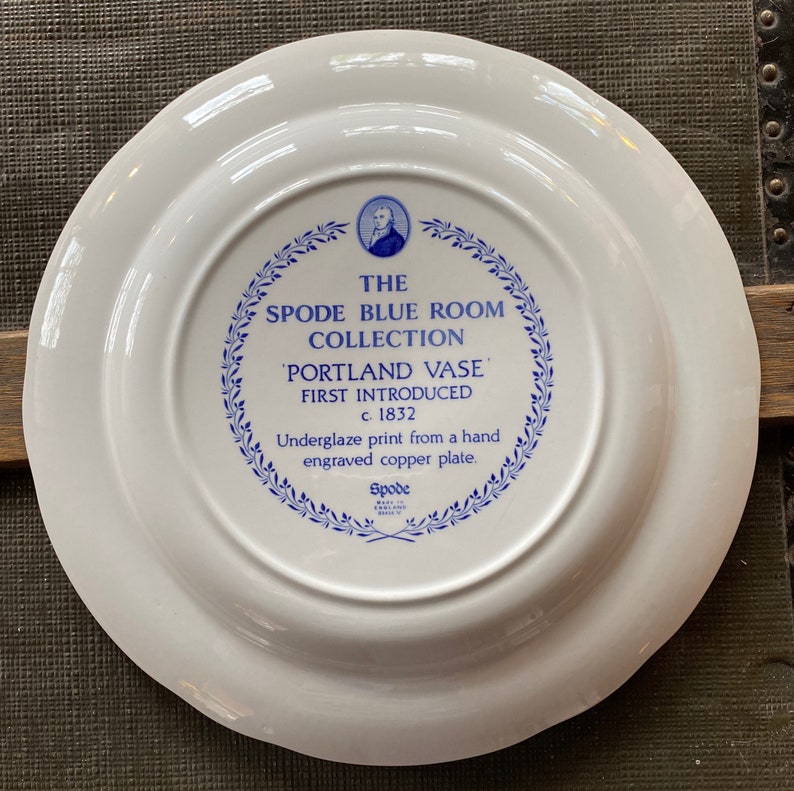 THE
SPODE BLUE ROOM
COLLECTION
'PORTLAND VASE'
FIRST INTRODUCED
c. 1832
Underglaze print from a hand
engraved copper plate.
Spode
Made in
ENGLAND